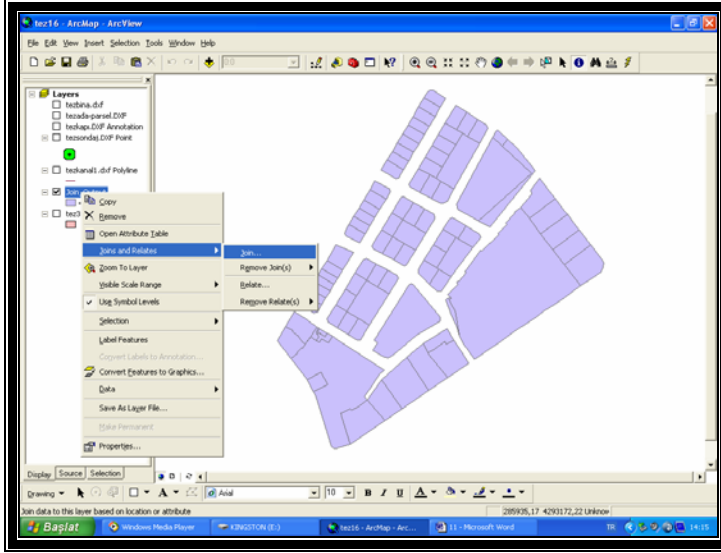 tez16 - ArcMap - ArcView
File Edit View Insert Selection Tools Window Help
Layers
tezbina.dxf
tezada-parsel.DXF
tezkapı.DXF Annotation
tezsondaj.DXF Point
tezkanal1.dxf Polyline
tez3
Copy
Remove
Open Attribute Table
Joins and Relates
Zoom To Layer
Visible Scale Range
Use Symbol Levels
Selection
Label Features
Convert Labels to Annotation...
Convert Features to Graphics...
Data
Save As Layer File...
Make Permanent
Properties...
Join...
Remove Join(s)
Relate...
Remove Relate(s)
Display Source Selection
Drawing A Arial 10 B I U A
Join data to this layer based on location or attribute
285935,17 4293172,22 Unknow
Başlat Windows Media Player KINGSTON (E:) tez16 - ArcMap - Arc... 11 - Microsoft Word TR 14:15